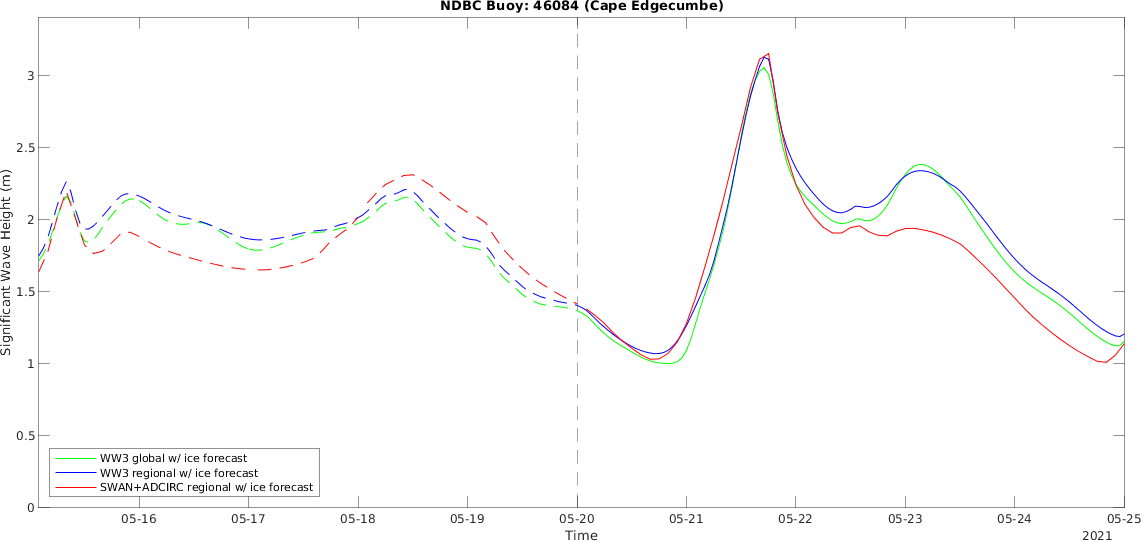 NDBC Buoy: 46084 (Cape Edgecumbe)
Significant Wave Height (m)
3
2.5
2
1.5
1
0.5
0
WW3 global w/ ice forecast
WW3 regional w/ ice forecast
SWAN+ADCIRC regional w/ ice forecast
05-16 05-17 05-18 05-19 05-20 05-21 05-22 05-23 05-24 05-25
Time
2021